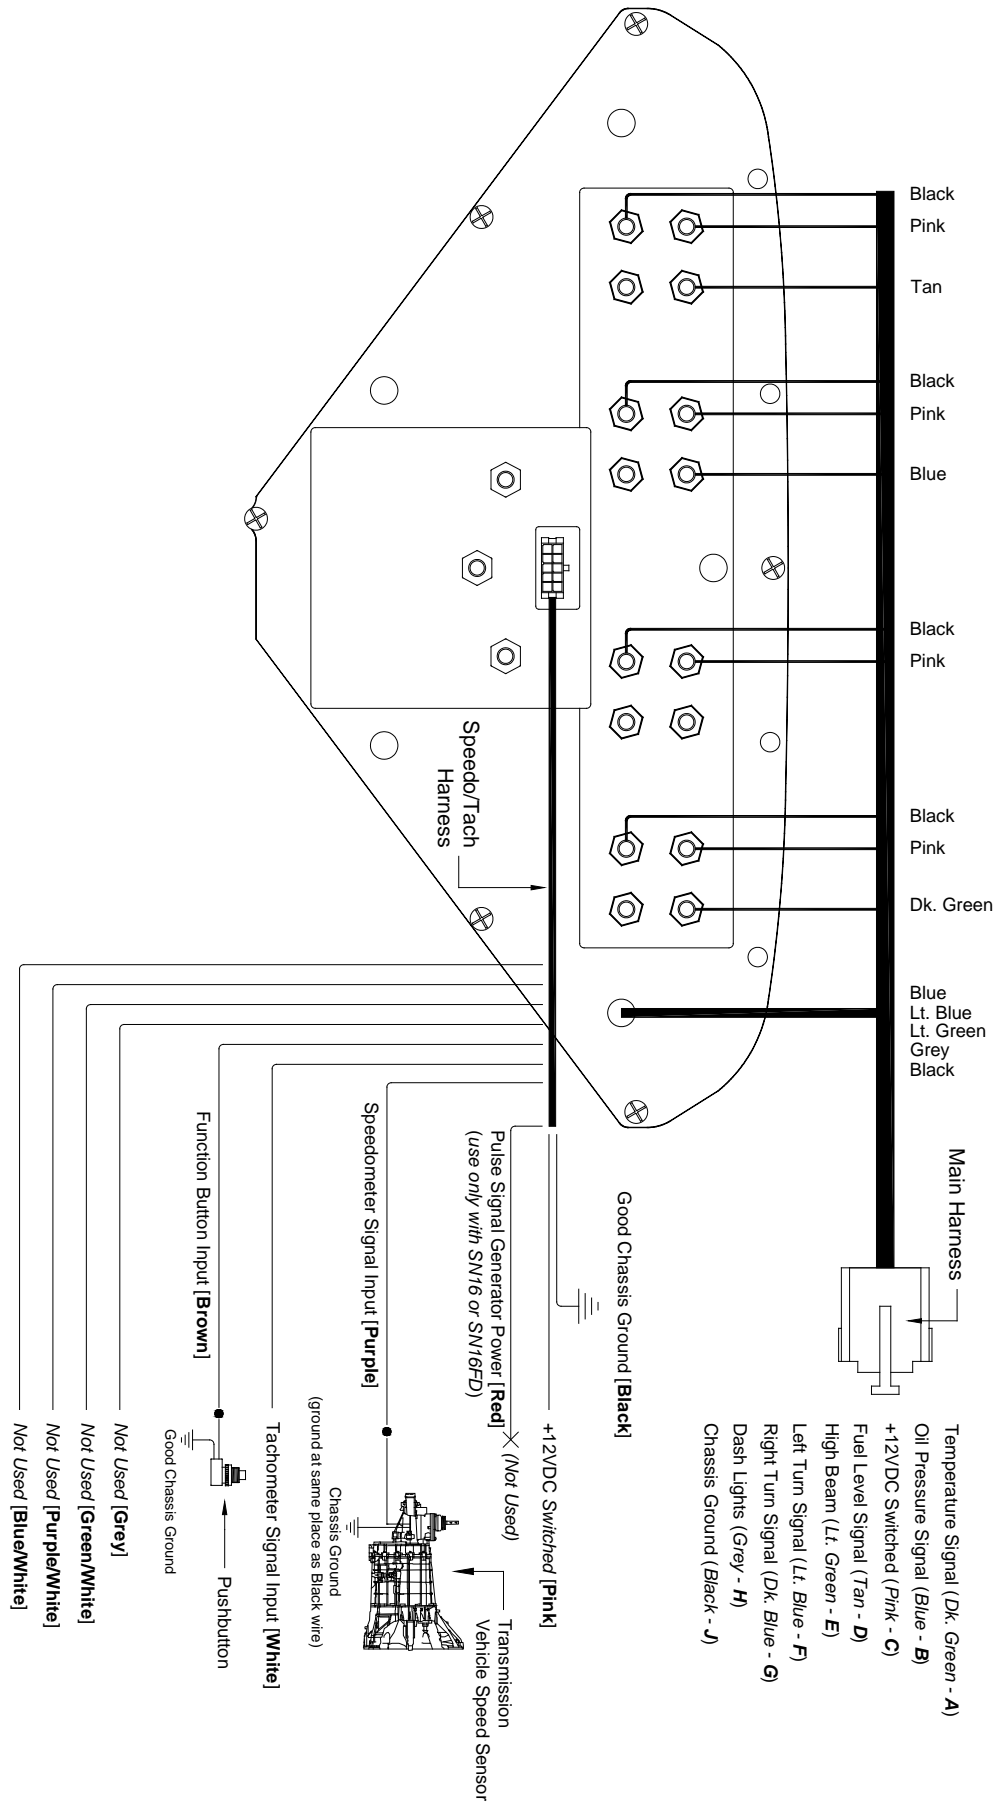 Black
Pink
Tan
Black
Pink
Blue
Black
Pink
Black
Pink
Dk. Green
Blue
Lt. Blue
Lt. Green
Grey
Black
Main Harness
Temperature Signal (Dk. Green - A)
Oil Pressure Signal (Blue - B)
+12VDC Switched (Pink - C)
Fuel Level Signal (Tan - D)
High Beam (Lt. Green - E)
Left Turn Signal (Lt. Blue - F)
Right Turn Signal (Dk. Blue - G)
Dash Lights (Grey - H)
Chassis Ground (Black - J)
Speedo/Tach
Harness
Good Chassis Ground [Black]
+12VDC Switched [Pink]
Pulse Signal Generator Power [Red]
(use only with SN16 or SN16FD)
(Not Used)
Transmission
Vehicle Speed Sensor
Speedometer Signal Input [Purple]
Chassis Ground
(ground at same place as Black wire)
Tachometer Signal Input [White]
Function Button Input [Brown]
Pushbutton
Good Chassis Ground
Not Used [Grey]
Not Used [Green/White]
Not Used [Purple/White]
Not Used [Blue/White]